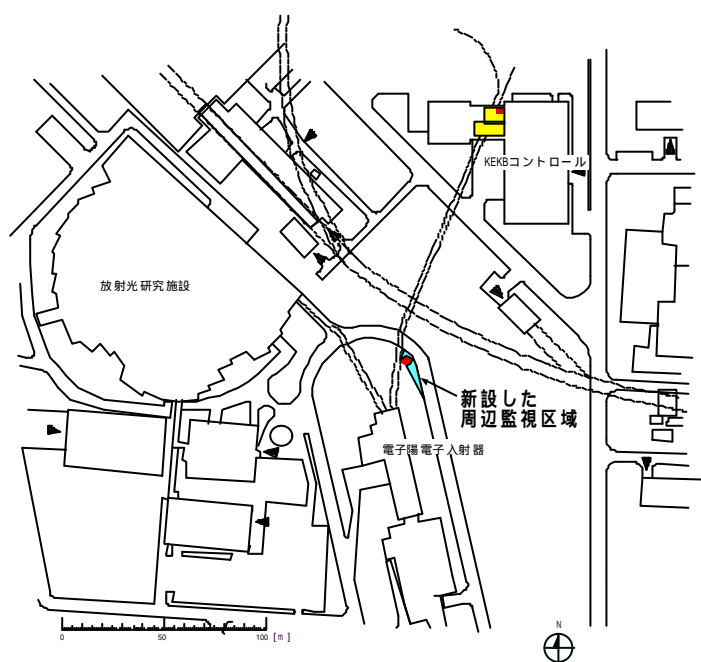 KEKBコントロール
放射光研究施設
新設した
周辺監視区域
電子陽電子入射器
0 50 100 [m]
N